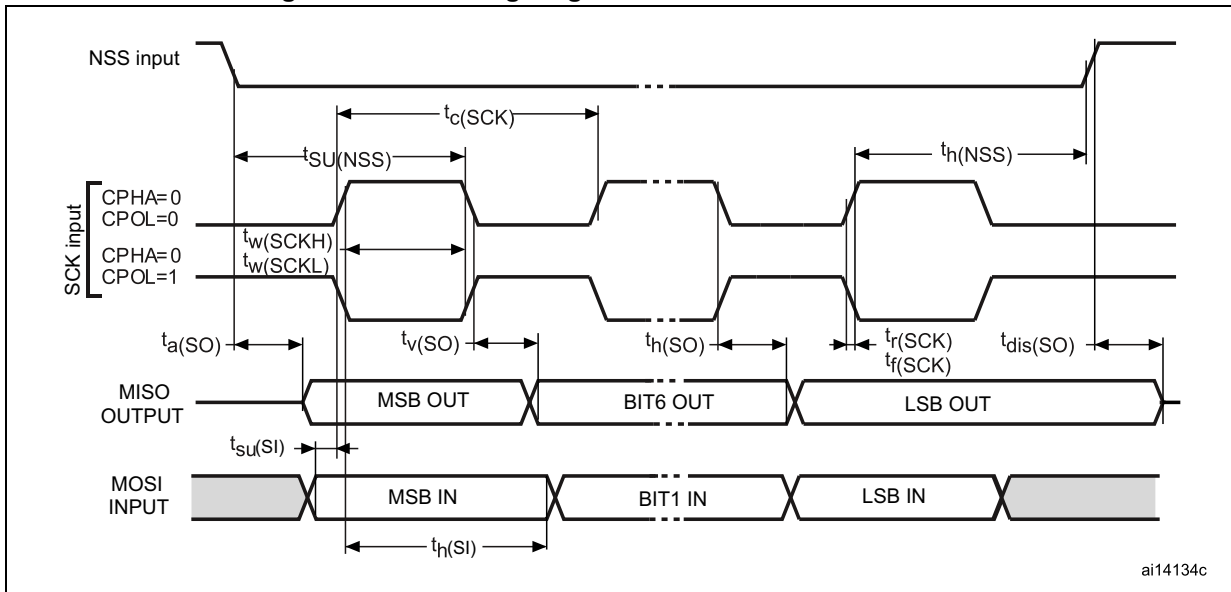 NSS input
tc(SCK)
tSU(NSS)
th(NSS)
SCK input
CPHA=0
CPOL=0
CPHA=0
CPOL=1
tw(SCKH)
tw(SCKL)
ta(SO)
tv(SO)
th(SO)
tr(SCK)
tf(SCK)
tdis(SO)
MISO
OUTPUT
MSB OUT
BIT6 OUT
LSB OUT
tsu(SI)
MOSI
INPUT
MSB IN
BIT1 IN
LSB IN
th(SI)
ai14134c